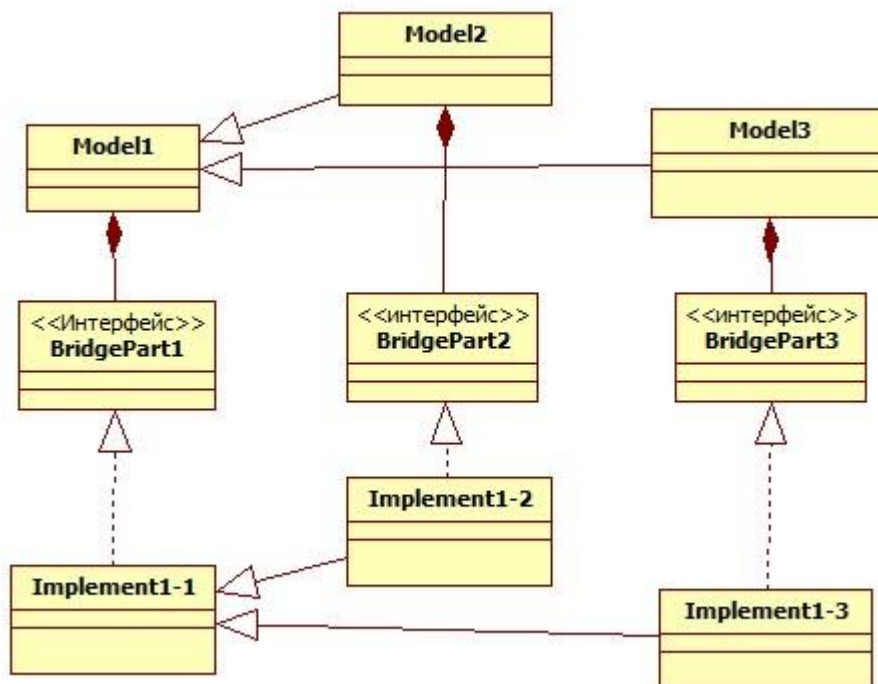 Model2
Model1
Model3
<<Интерфейс>>
BridgePart1
<<интерфейс>>
BridgePart2
<<интерфейс>>
BridgePart3
Implement1-2
Implement1-1
Implement1-3